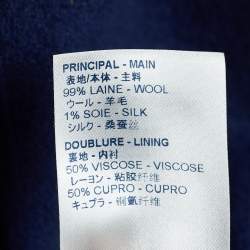 PRINCIPAL - MAIN
表地/本体 - 主料
99% LAINE - WOOL
ウール - 羊毛
1% SOIE - SILK
シルク - 桑蚕丝
DOUBLURE - LINING
裏地 - 内衬
50% VISCOSE - VISCOSE
レーヨン - 粘胶纤维
50% CUPRO - CUPRO
キュプラ - 铜氨纤维